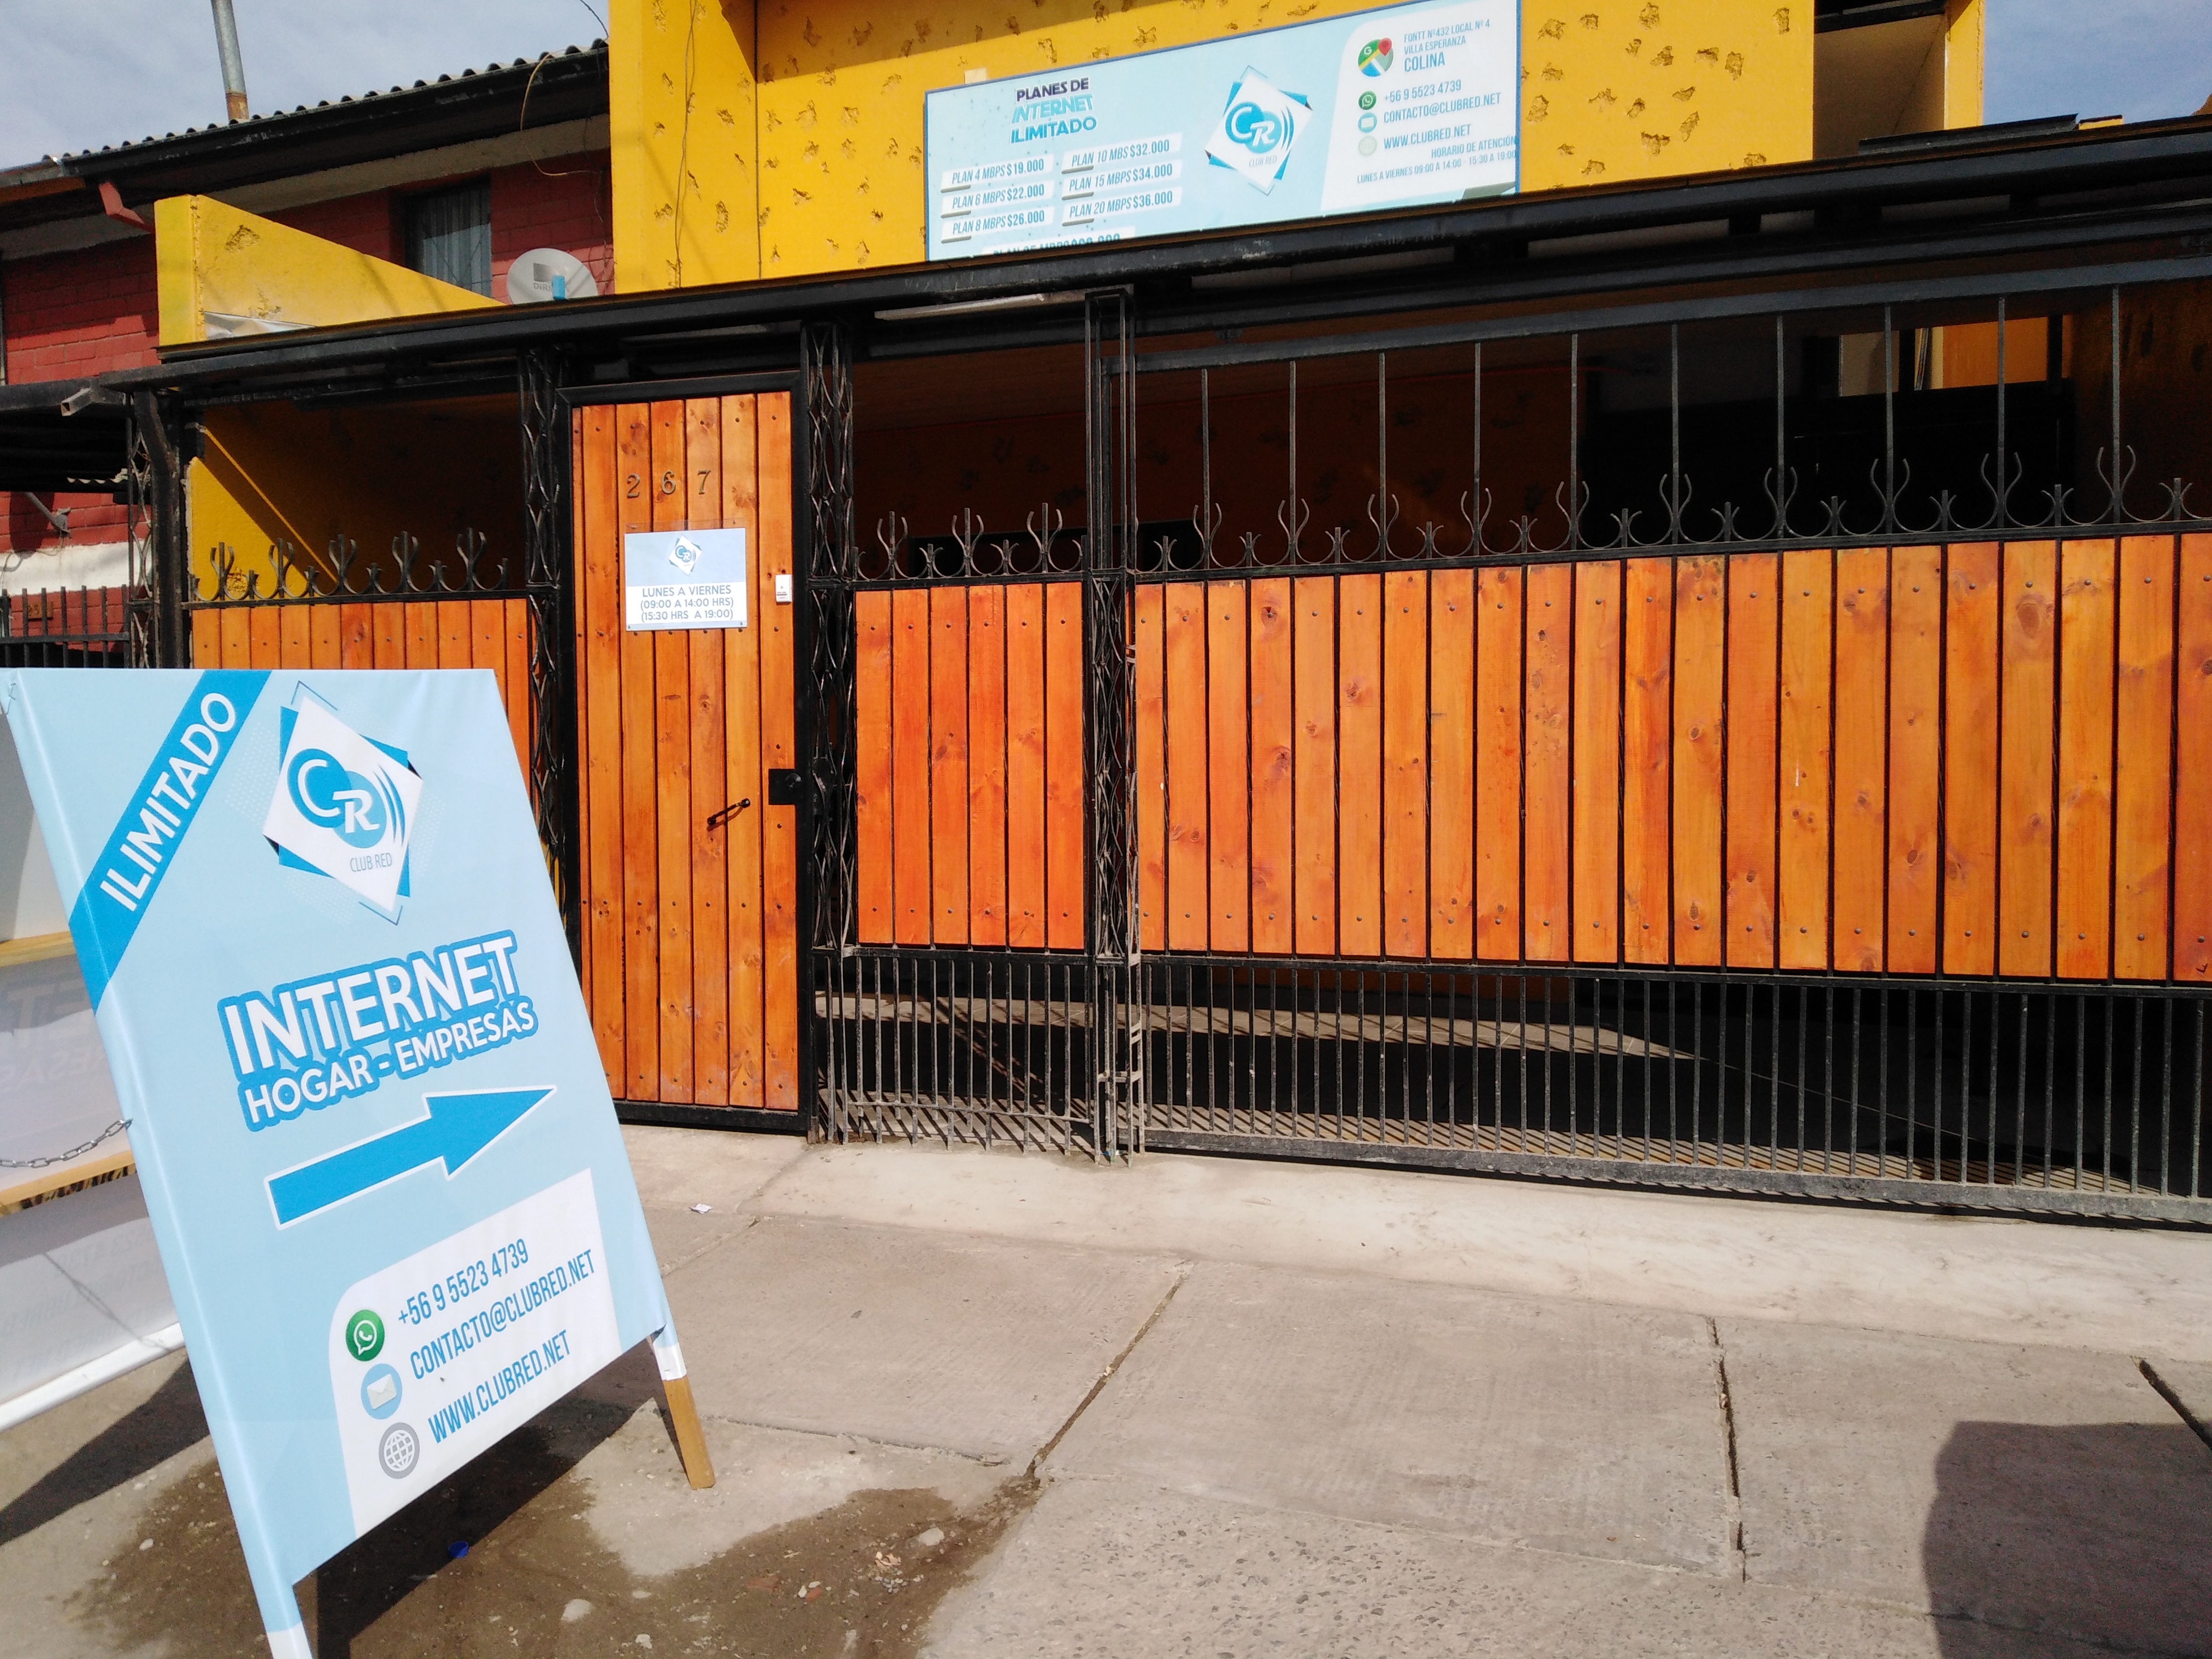 PLANES DE
INTERNET
ILIMITADO
PLAN 4 MBPS $19.000
PLAN 6 MBPS $22.000
PLAN 8 MBPS $26.000
PLAN 10 MBS $32.000
PLAN 15 MBPS $34.000
PLAN 20 MBPS $36.000
CR
CLUB RED
FONTT Nº432 LOCAL Nº 4
VILLA ESPERANZA
COLINA
+56 9 5523 4739
CONTACTO@CLUBRED.NET
WWW.CLUBRED.NET
HORARIO DE ATENCIÓN
LUNES A VIERNES 09:00 A 14:00 - 15:30 A 19:00
267
CR
LUNES A VIERNES
(09:00 A 14:00 HRS)
(15:30 HRS A 19:00)
ILIMITADO
CR
CLUB RED
INTERNET
HOGAR - EMPRESAS
+56 9 5523 4739
CONTACTO@CLUBRED.NET
WWW.CLUBRED.NET